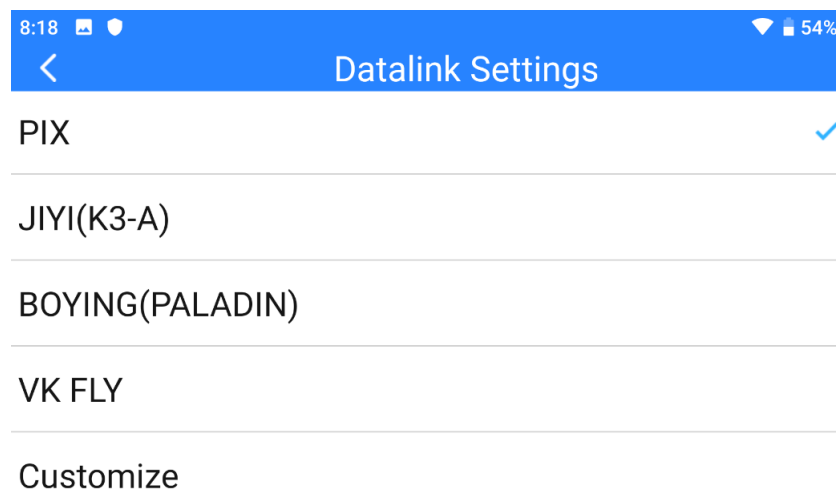 8:18 54%
Datalink Settings
PIX
JIYI(K3-A)
BOYING(PALADIN)
VK FLY
Customize